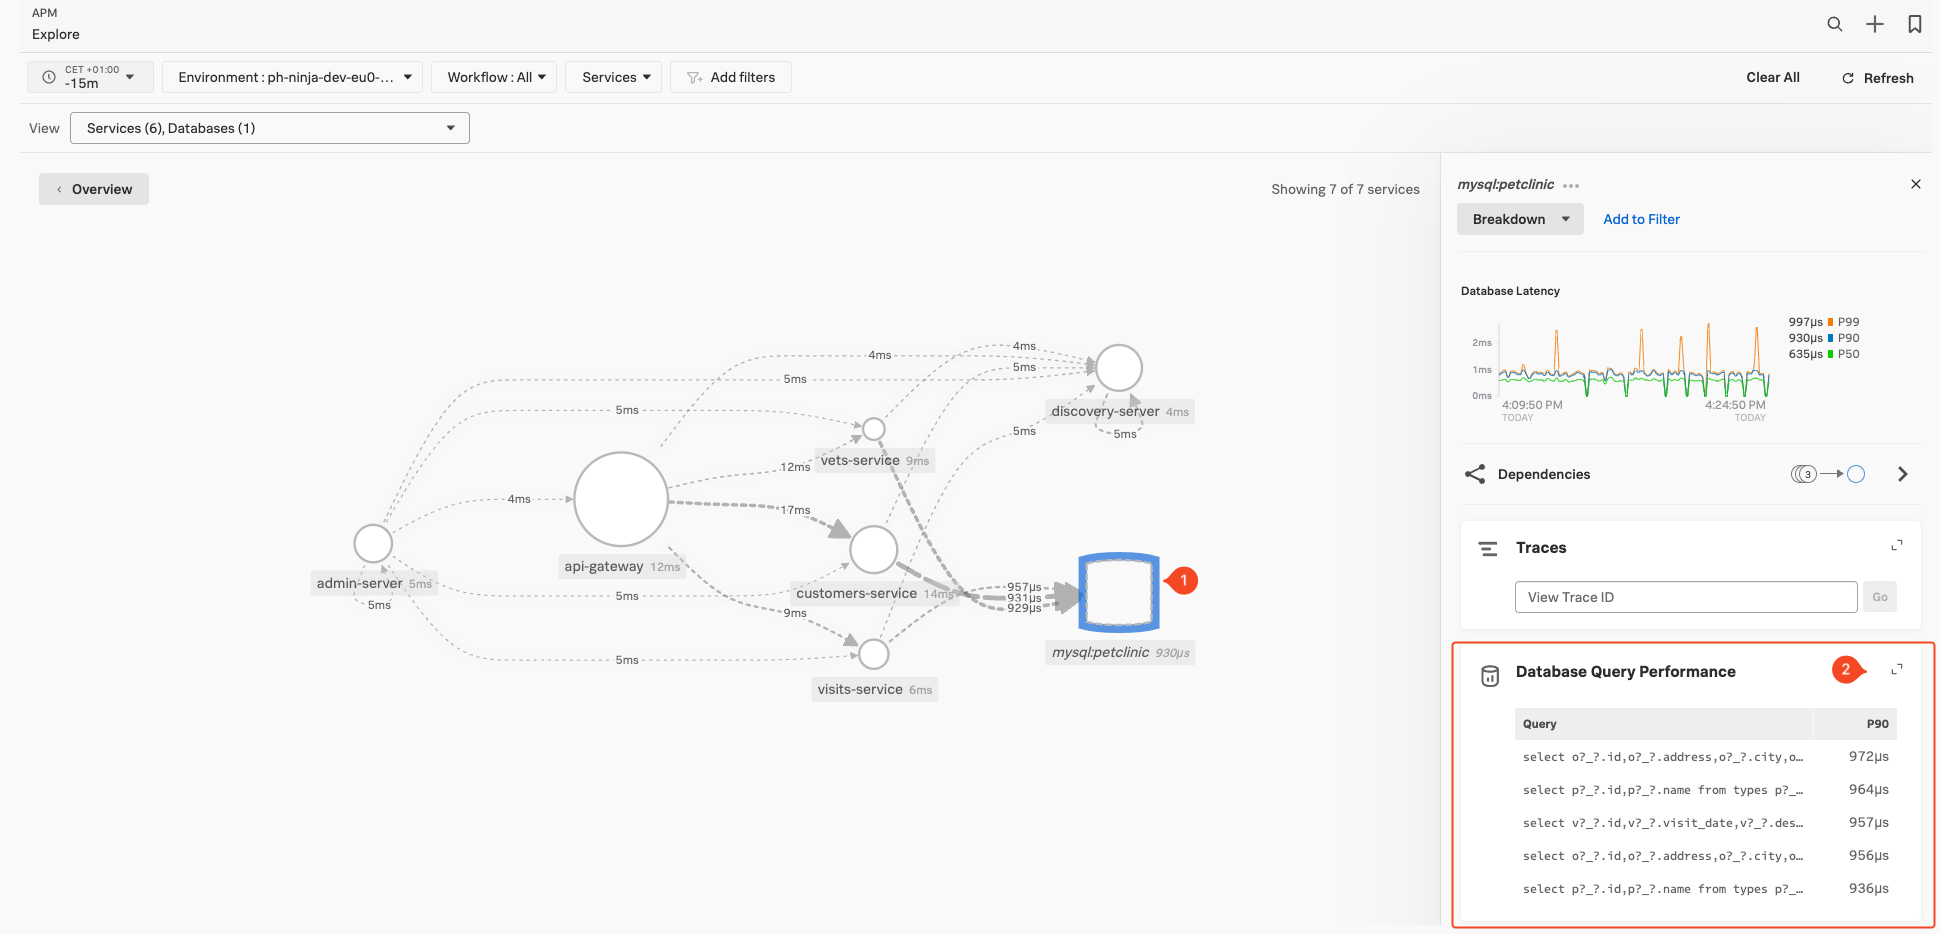 APM
Explore
CET +01:00
-15m
Environment : ph-ninja-dev-eu0-...
Workflow : All
Services
Add filters
Clear All
Refresh
View
Services (6), Databases (1)
Overview
Showing 7 of 7 services
4ms
4ms
5ms
5ms
5ms
discovery-server 4ms
5ms
5ms
vets-service 9ms
12ms
4ms
17ms
api-gateway 12ms
admin-server 5ms
5ms
5ms
customers-service 14ms
957µs
931µs
929µs
9ms
1
mysql:petclinic 930µs
5ms
visits-service 6ms
mysql:petclinic
Breakdown
Add to Filter
Database Latency
2ms
1ms
0ms
4:09:50 PM
TODAY
4:24:50 PM
TODAY
997µs P99
930µs P90
635µs P50
Dependencies
3
Traces
View Trace ID
Go
Database Query Performance
2
Query P90
select o?_?.id,o?_?.address,o?_?.city,o... 972µs
select p?_?.id,p?_?.name from types p?_... 964µs
select v?_?.id,v?_?.visit_date,v?_?.des... 957µs
select o?_?.id,o?_?.address,o?_?.city,o... 956µs
select p?_?.id,p?_?.name from types p?_... 936µs